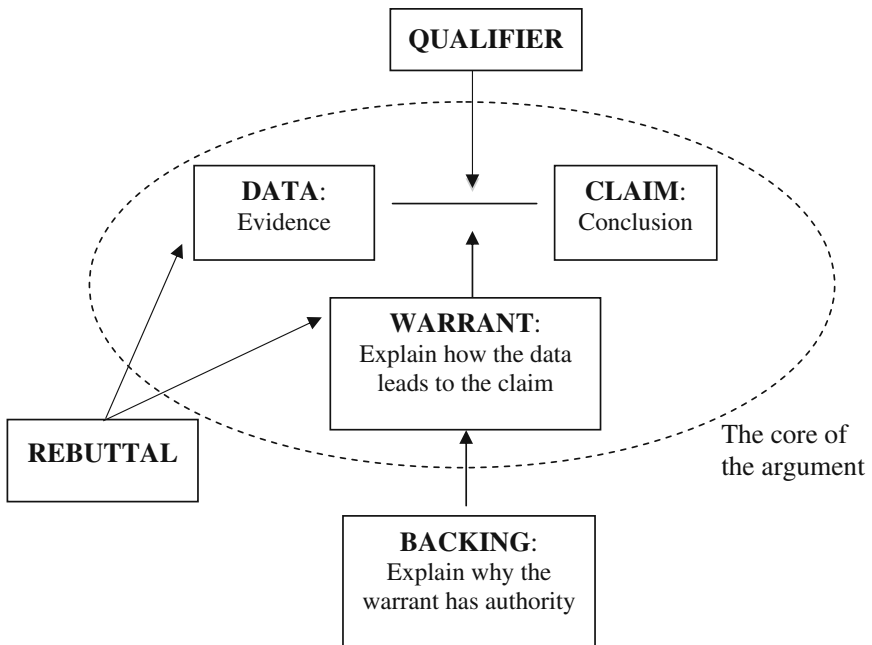 QUALIFIER
DATA:
Evidence
CLAIM:
Conclusion
WARRANT:
Explain how the data
leads to the claim
REBUTTAL
The core of
the argument
BACKING:
Explain why the
warrant has authority